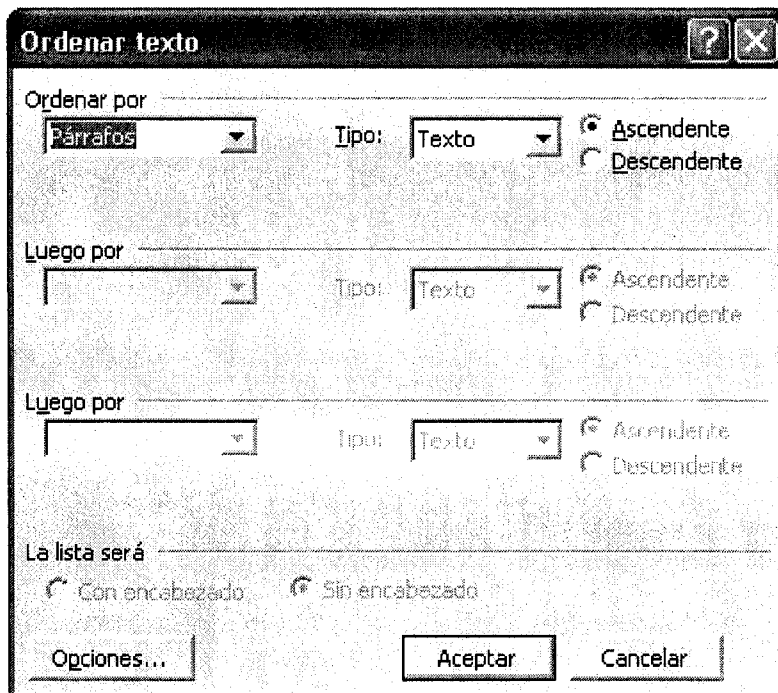 Ordenar texto
Ordenar por
Párrafos Tipo: Texto Ascendente
Descendente
Luego por
Tipo: Texto Ascendente
Descendente
Luego por
Tipo: Texto Ascendente
Descendente
La lista será
Con encabezado Sin encabezado
Opciones... Aceptar Cancelar